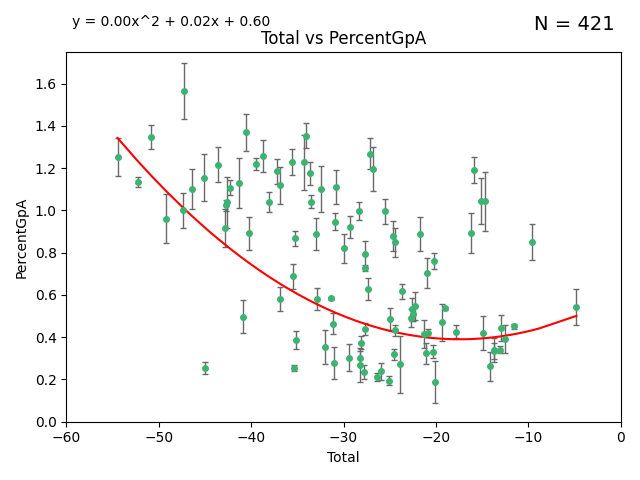 y = 0.00x^2 + 0.02x + 0.60
N = 421
Total vs PercentGpA
1.6
1.4
1.2
1.0
0.8
0.6
0.4
0.2
0.0
PercentGpA
−60 −50 −40 −30 −20 −10 0
Total